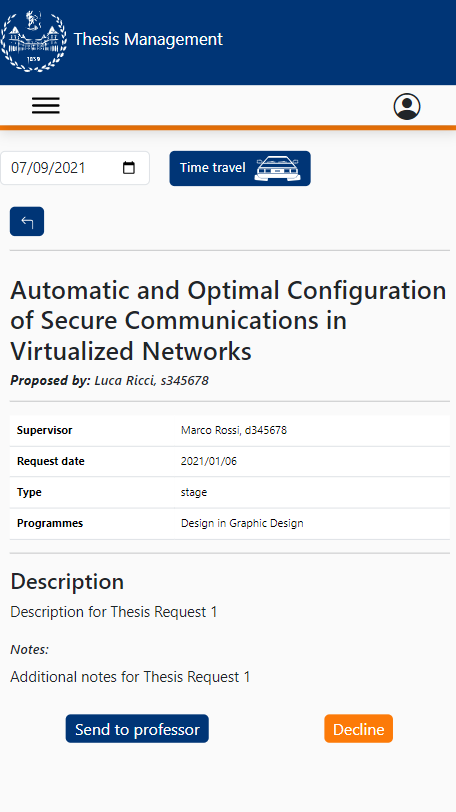 1859
Thesis Management
07/09/2021
Time travel
Automatic and Optimal Configuration
of Secure Communications in
Virtualized Networks
Proposed by: Luca Ricci, s345678
Supervisor Marco Rossi, d345678
Request date 2021/01/06
Type stage
Programmes Design in Graphic Design
Description
Description for Thesis Request 1
Notes:
Additional notes for Thesis Request 1
Send to professor Decline